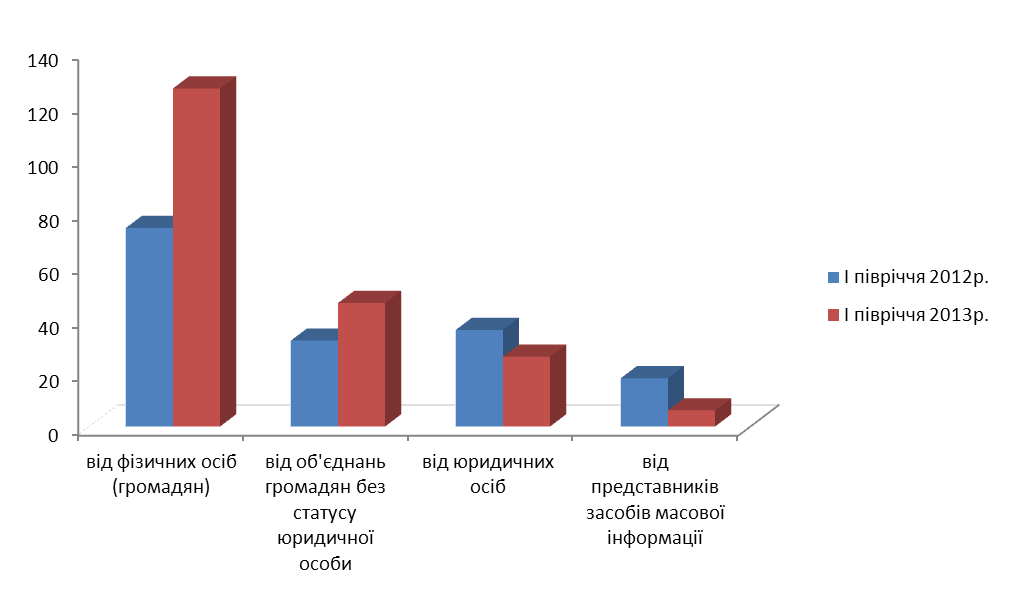 140
120
100
80
60
40
20
0
від фізичних осіб
(громадян)
від об'єднань
громадян без
статусу
юридичної
особи
від юридичних
осіб
від
представників
засобів масової
інформації
І півріччя 2012р.
І півріччя 2013р.